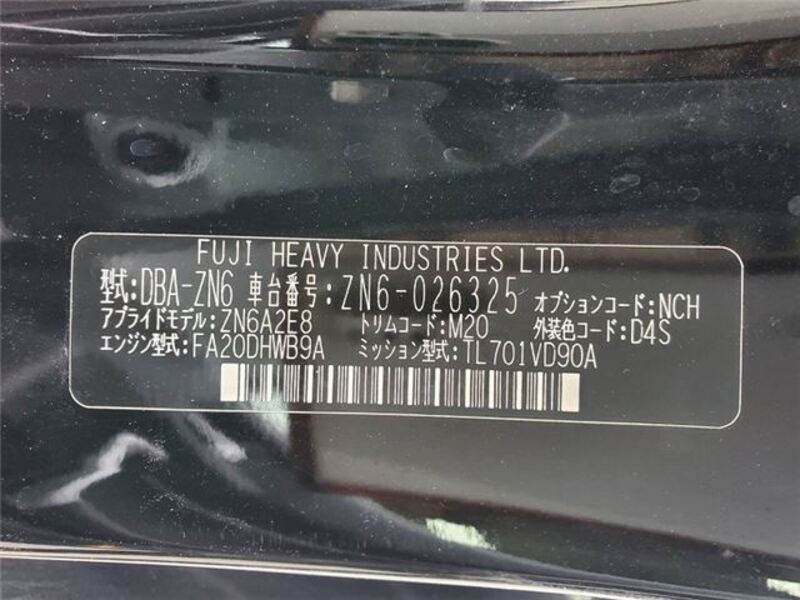 FUJI HEAVY INDUSTRIES LTD.
型式:DBA-ZN6 車台番号:ZN6-026325 オプションコード:NCH
アプライドモデル:ZN6A2E8 トリムコード:M20 外装色コード:D4S
エンジン型式:FA20DHWB9A ミッション型式:TL701VD90A